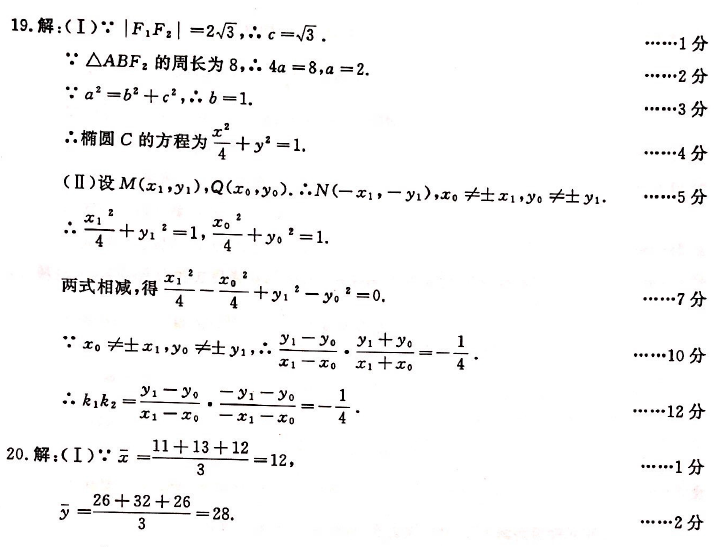 19.解:(Ⅰ)∵ |F₁F₂| =2√3,∴ c=√3. ……1分
∵ △ABF₂ 的周长为 8,∴ 4a=8,a=2. ……2分
∵ a²=b²+c²,∴ b=1. ……3分
∴椭圆 C 的方程为 x²/4+y²=1. ……4分
(Ⅱ)设 M(x₁,y₁),Q(x₀,y₀).∴N(-x₁,-y₁),x₀≠±x₁,y₀≠±y₁. ……5分
∴ x₁²/4+y₁²=1, x₀²/4+y₀²=1.
两式相减,得 x₁²/4-x₀²/4+y₁²-y₀²=0. ……7分
∵ x₀≠±x₁,y₀≠±y₁,∴ (y₁-y₀)/(x₁-x₀)·(y₁+y₀)/(x₁+x₀)=-1/4. ……10分
∴ k₁k₂=(y₁-y₀)/(x₁-x₀)·(-y₁-y₀)/(-x₁-x₀)=-1/4. ……12分
20.解:(Ⅰ)∵ x̄=(11+13+12)/3=12, ……1分
ȳ=(26+32+26)/3=28. ……2分